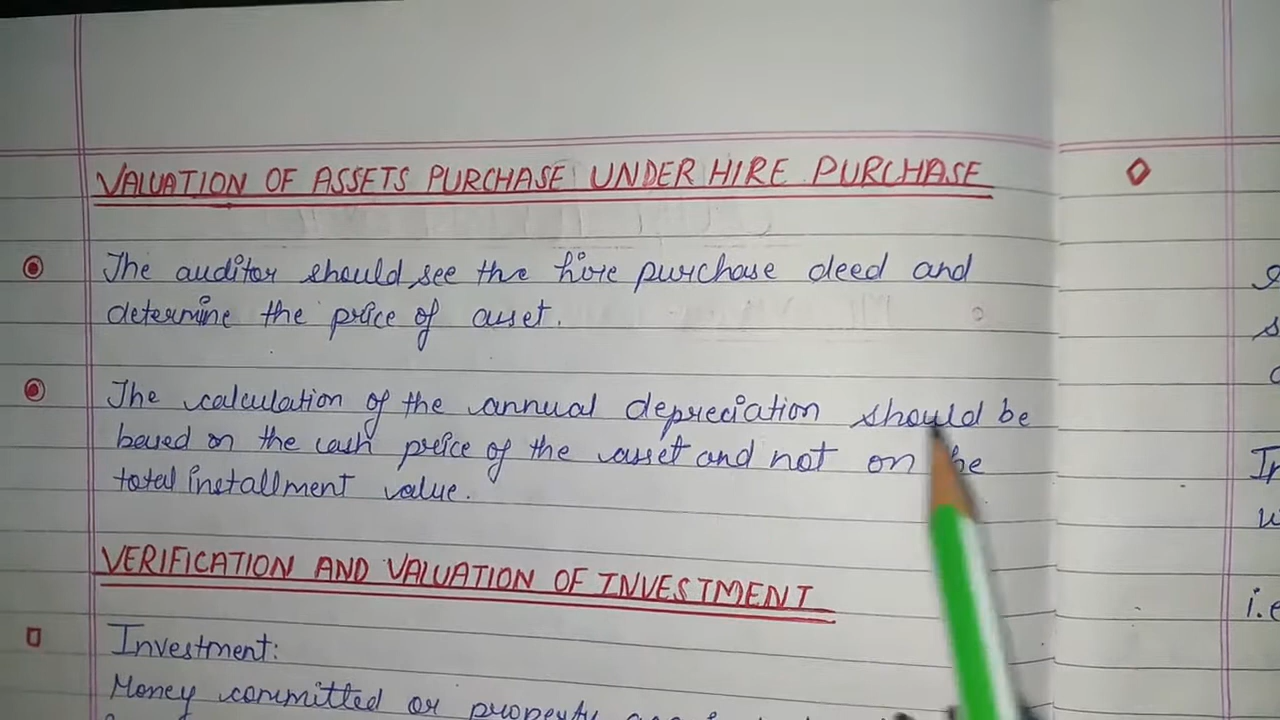 VALUATION OF ASSETS PURCHASE UNDER HIRE PURCHASE
The auditor should see the hire purchase deed and
determine the price of asset.
The calculation of the annual depreciation should be
based on the cash price of the asset and not on the
total installment value.
VERIFICATION AND VALUATION OF INVESTMENT
Investment:
Money committed or property
i.e